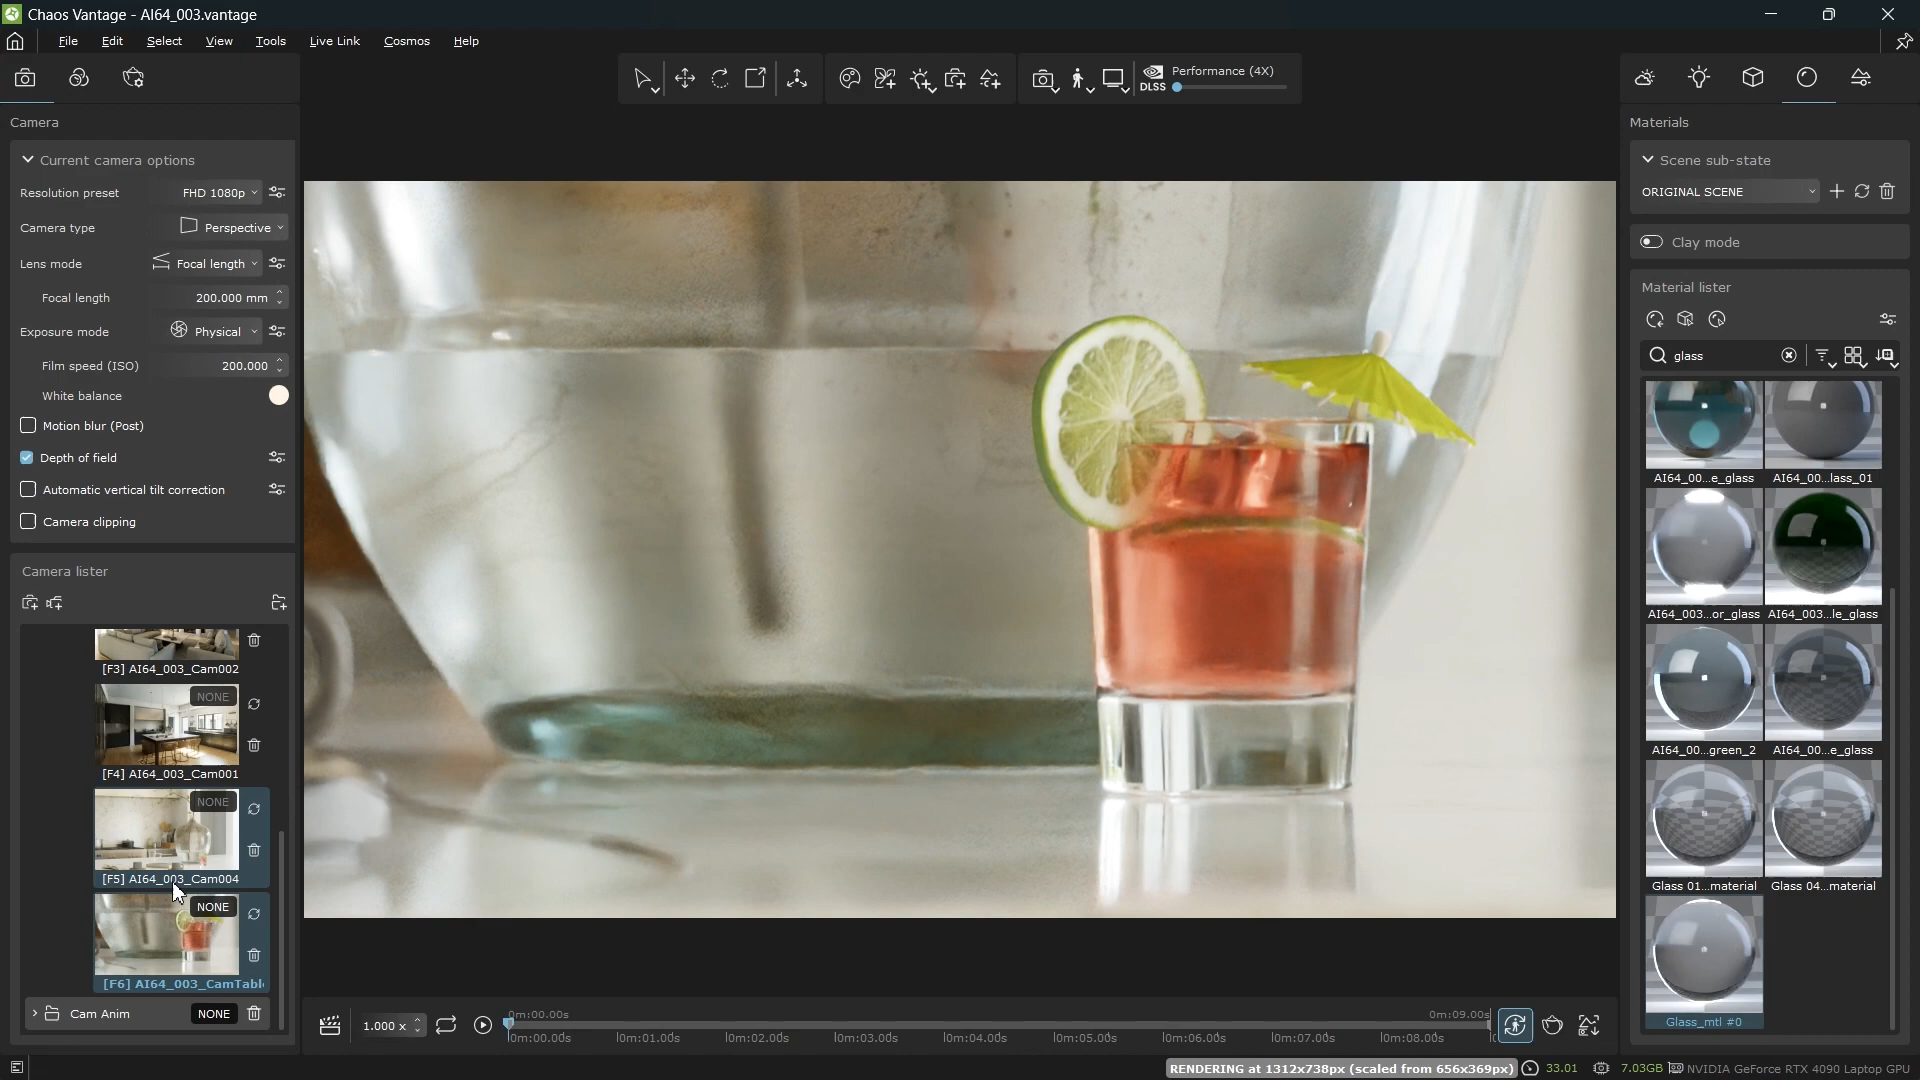 Chaos Vantage - AI64_003.vantage
File Edit Select View Tools Live Link Cosmos Help
DLSS Performance (4X)
Camera
Current camera options
Resolution preset FHD 1080p
Camera type Perspective
Lens mode Focal length
Focal length 200.000 mm
Exposure mode Physical
Film speed (ISO) 200.000
White balance
Motion blur (Post)
Depth of field
Automatic vertical tilt correction
Camera clipping
Camera lister
[F3] AI64_003_Cam002
NONE
[F4] AI64_003_Cam001
NONE
[F5] AI64_003_Cam004
NONE
[F6] AI64_003_CamTabl
Cam Anim NONE
1.000 x
0m:00.00s 0m:09.00s
0m:00.00s 0m:01.00s 0m:02.00s 0m:03.00s 0m:04.00s 0m:05.00s 0m:06.00s 0m:07.00s 0m:08.00s
Materials
Scene sub-state
ORIGINAL SCENE
Clay mode
Material lister
glass
AI64_00...e_glass AI64_00...lass_01
AI64_003...or_glass AI64_003...le_glass
AI64_00...green_2 AI64_00...e_glass
Glass 01...material Glass 04...material
Glass_mtl #0
RENDERING at 1312x738px (scaled from 656x369px) 33.01 7.03GB NVIDIA GeForce RTX 4090 Laptop GPU